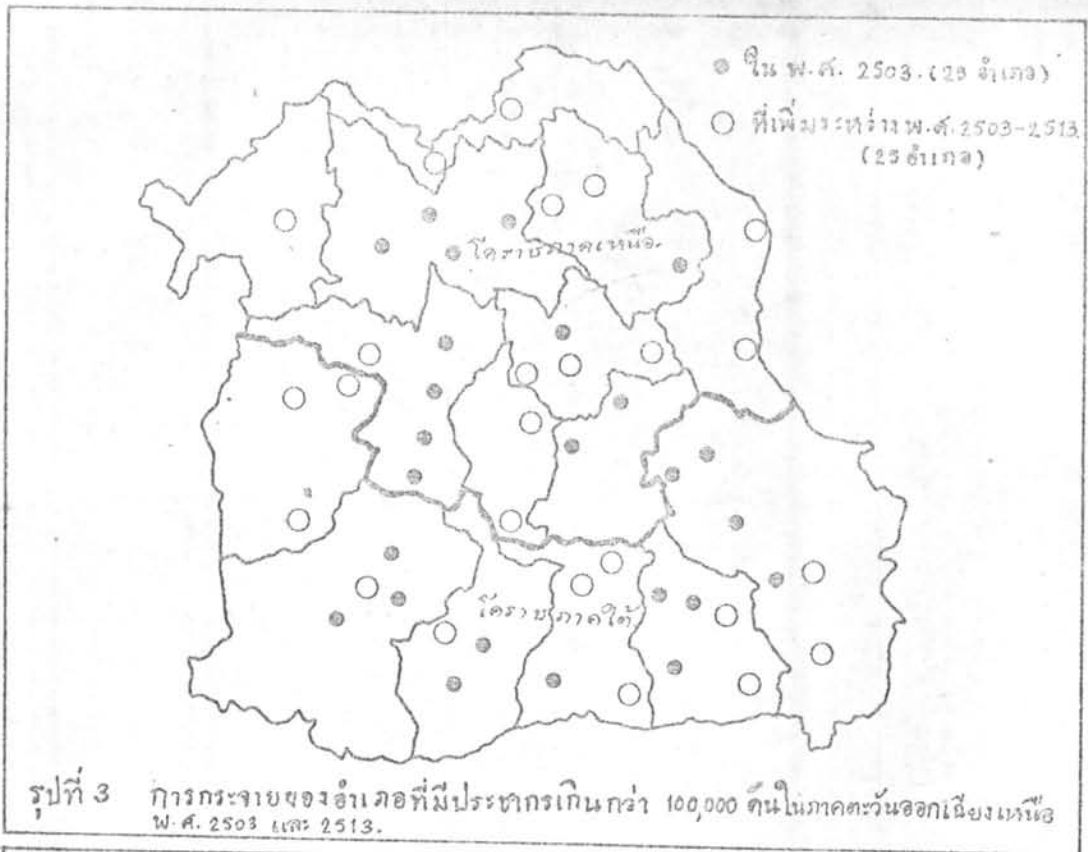 ใน พ.ศ. 2503. (25 อำเภอ)
ที่เพิ่มระหว่าง พ.ศ. 2503-2513
(25 อำเภอ)
โคราชภาคเหนือ.
โคราชภาคใต้.
รูปที่ 3 การกระจายของอำเภอที่มีประชากรเกินกว่า 100,000 คนในภาคตะวันออกเฉียงเหนือ
พ.ศ. 2503 และ 2513.